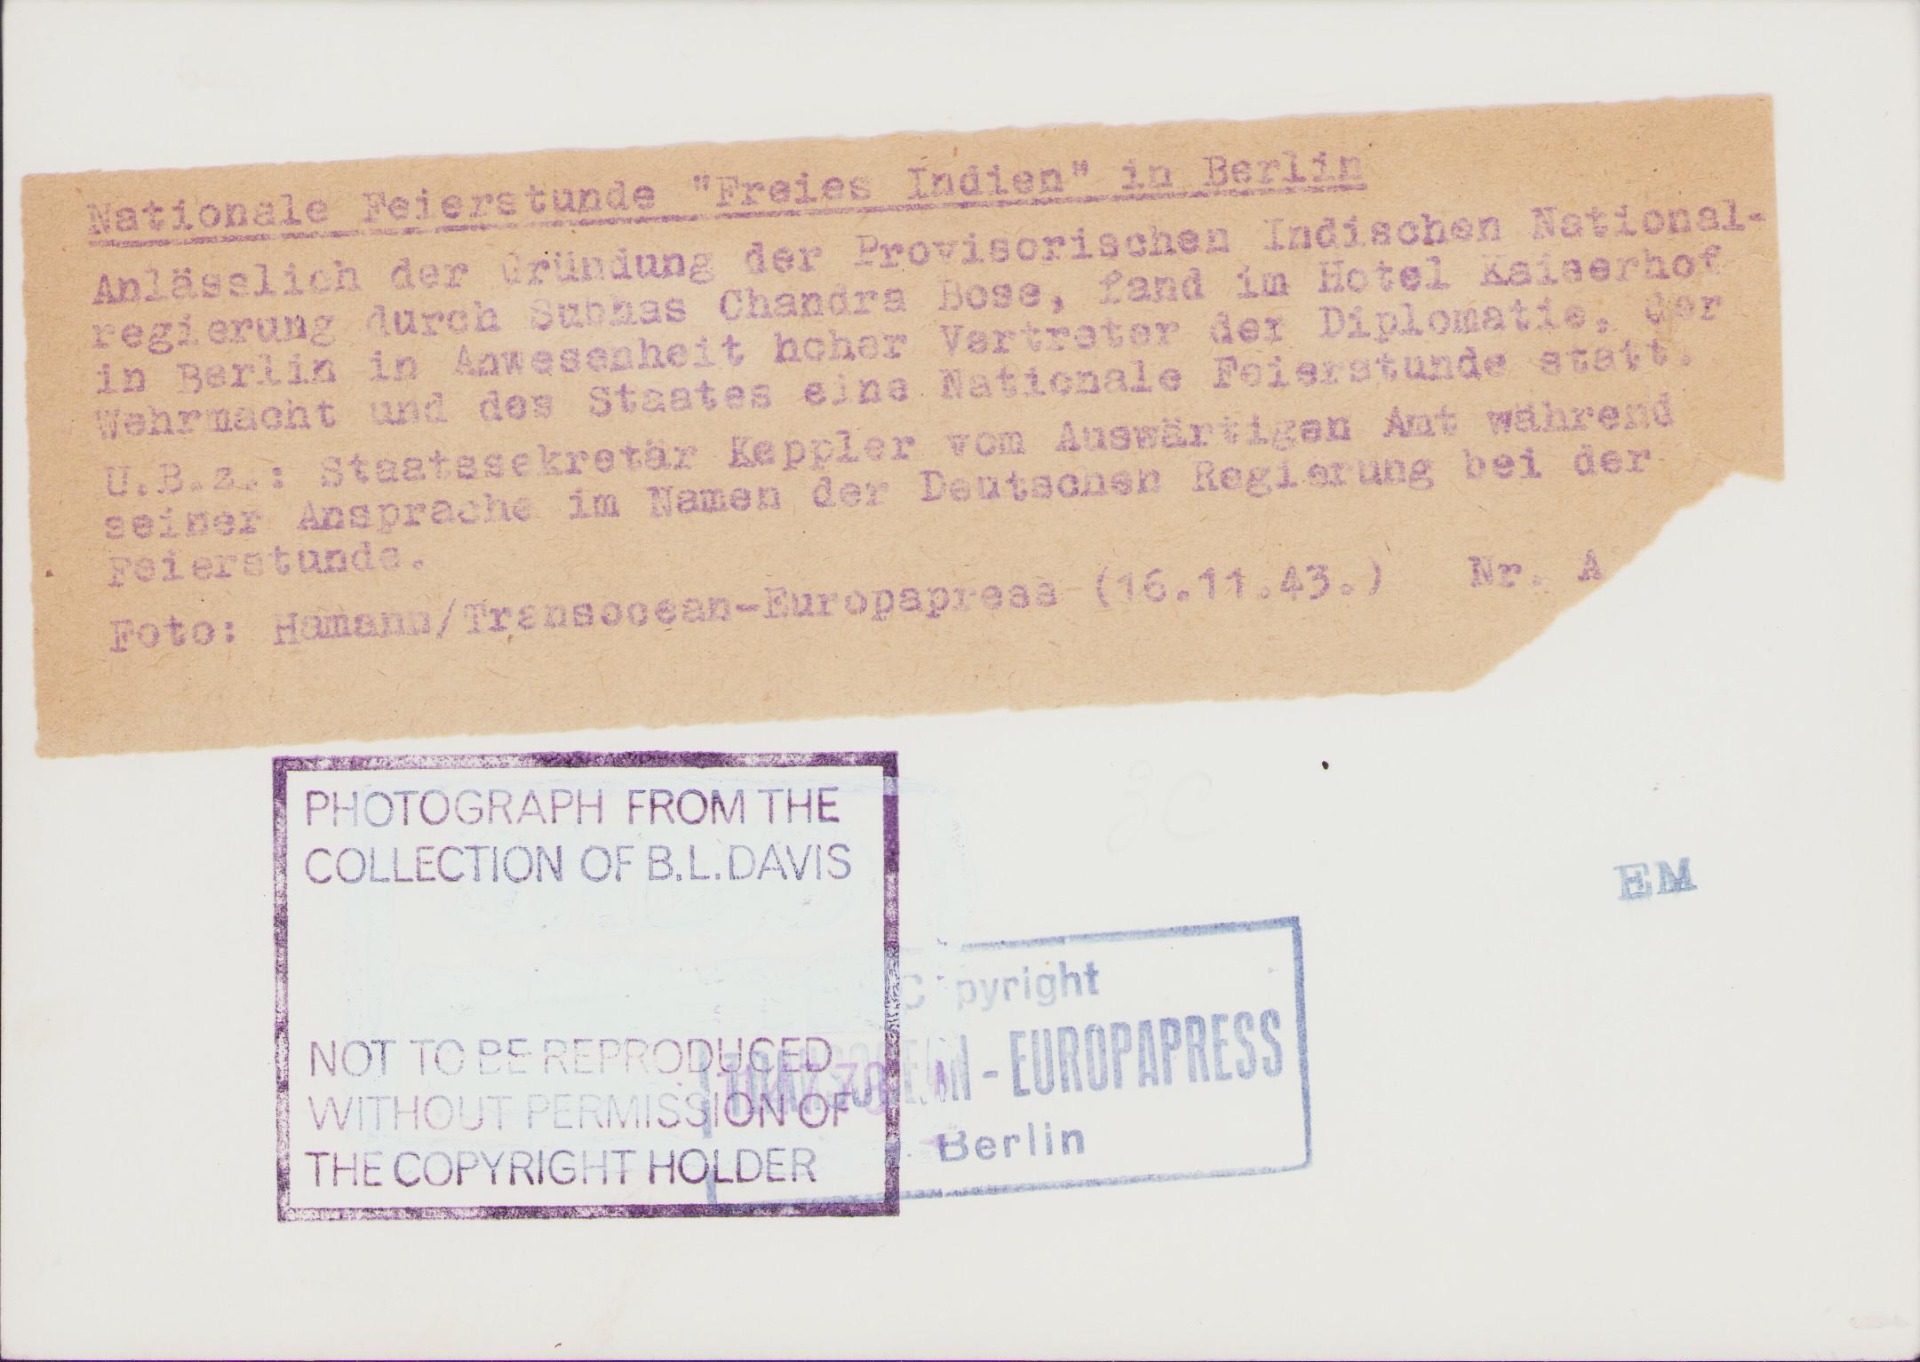 Nationale Feierstunde "Freies Indien" in Berlin
Anlässlich der Gründung der Provisorischen Indischen National-
regierung durch Subhas Chandra Bose, fand im Hotel Kaiserhof
in Berlin in Anwesenheit hoher Vertreter der Diplomatie, der
Wehrmacht und des Staates eine Nationale Feierstunde statt.
U.B.z.: Staatssekretär Keppler vom Auswärtigen Amt während
seiner Ansprache im Namen der Deutschen Regierung bei der
Feierstunde.
Foto: Hamann/Transocean-Europapress (16.11.43.) Nr. A
PHOTOGRAPH FROM THE
COLLECTION OF B.L.DAVIS
NOT TO BE REPRODUCED
WITHOUT PERMISSION OF
THE COPYRIGHT HOLDER
EM
Copyright
TRANSOCEAN-EUROPAPRESS
Berlin